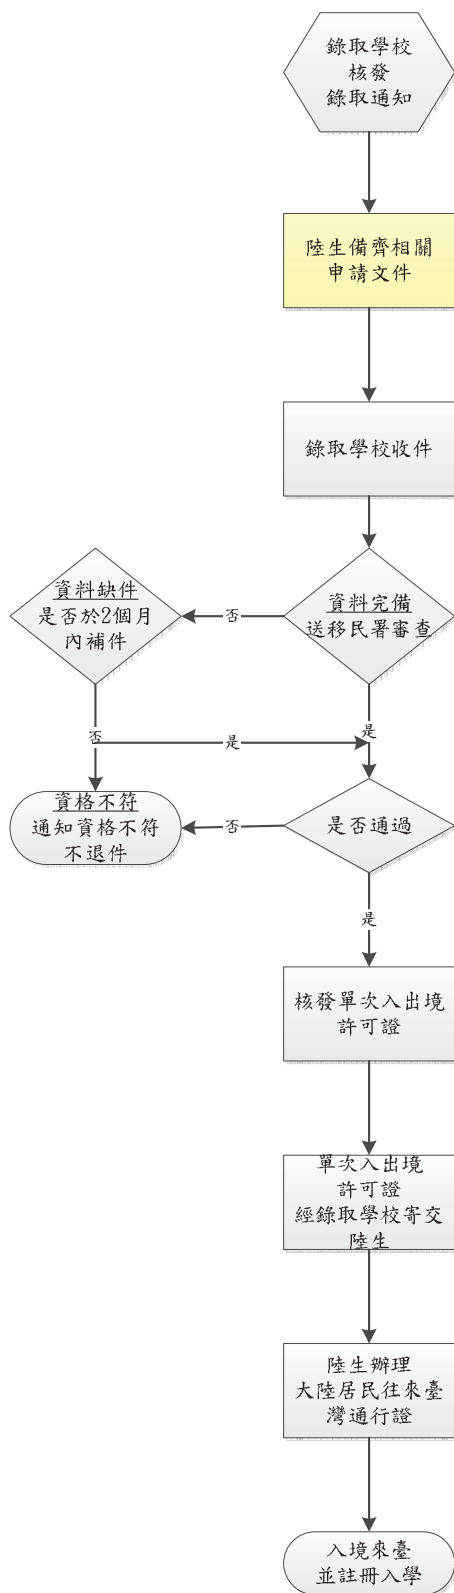 錄取學校
核發
錄取通知
陸生備齊相關
申請文件
錄取學校收件
資料缺件
是否於2個月
內補件
否
資料完備
送移民署審查
否
是
是
資格不符
通知資格不符
不退件
否
是否通過
是
核發單次入出境
許可證
單次入出境
許可證
經錄取學校寄交
陸生
陸生辦理
大陸居民往來臺
灣通行證
入境來臺
並註冊入學